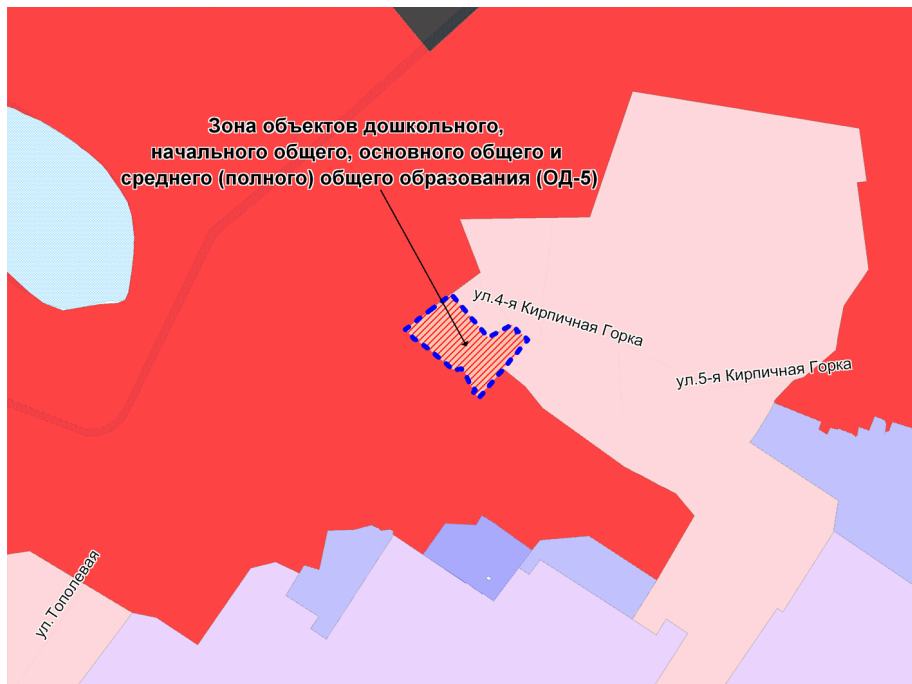 Зона объектов дошкольного,
начального общего, основного общего и
среднего (полного) общего образования (ОД-5)
ул.4-я Кирпичная Горка
ул.5-я Кирпичная Горка
ул.Тополевая